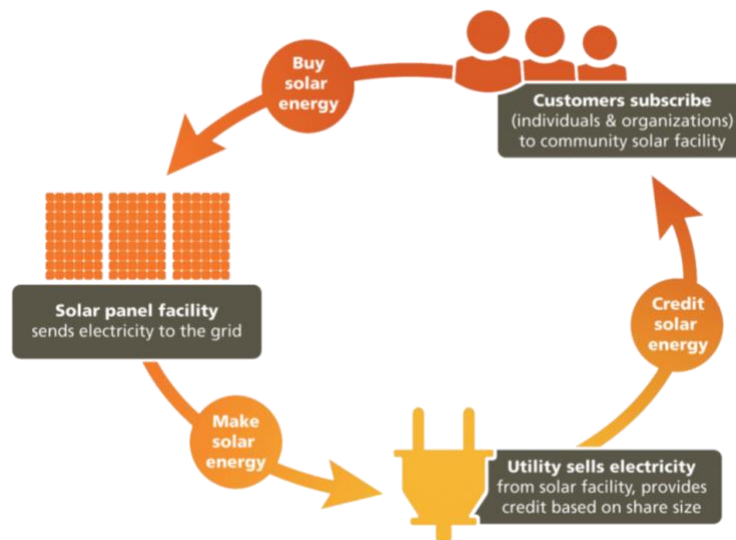 Buy
solar
energy
Customers subscribe
(individuals & organizations)
to community solar facility
Solar panel facility
sends electricity to the grid
Credit
solar
energy
Make
solar
energy
Utility sells electricity
from solar facility, provides
credit based on share size